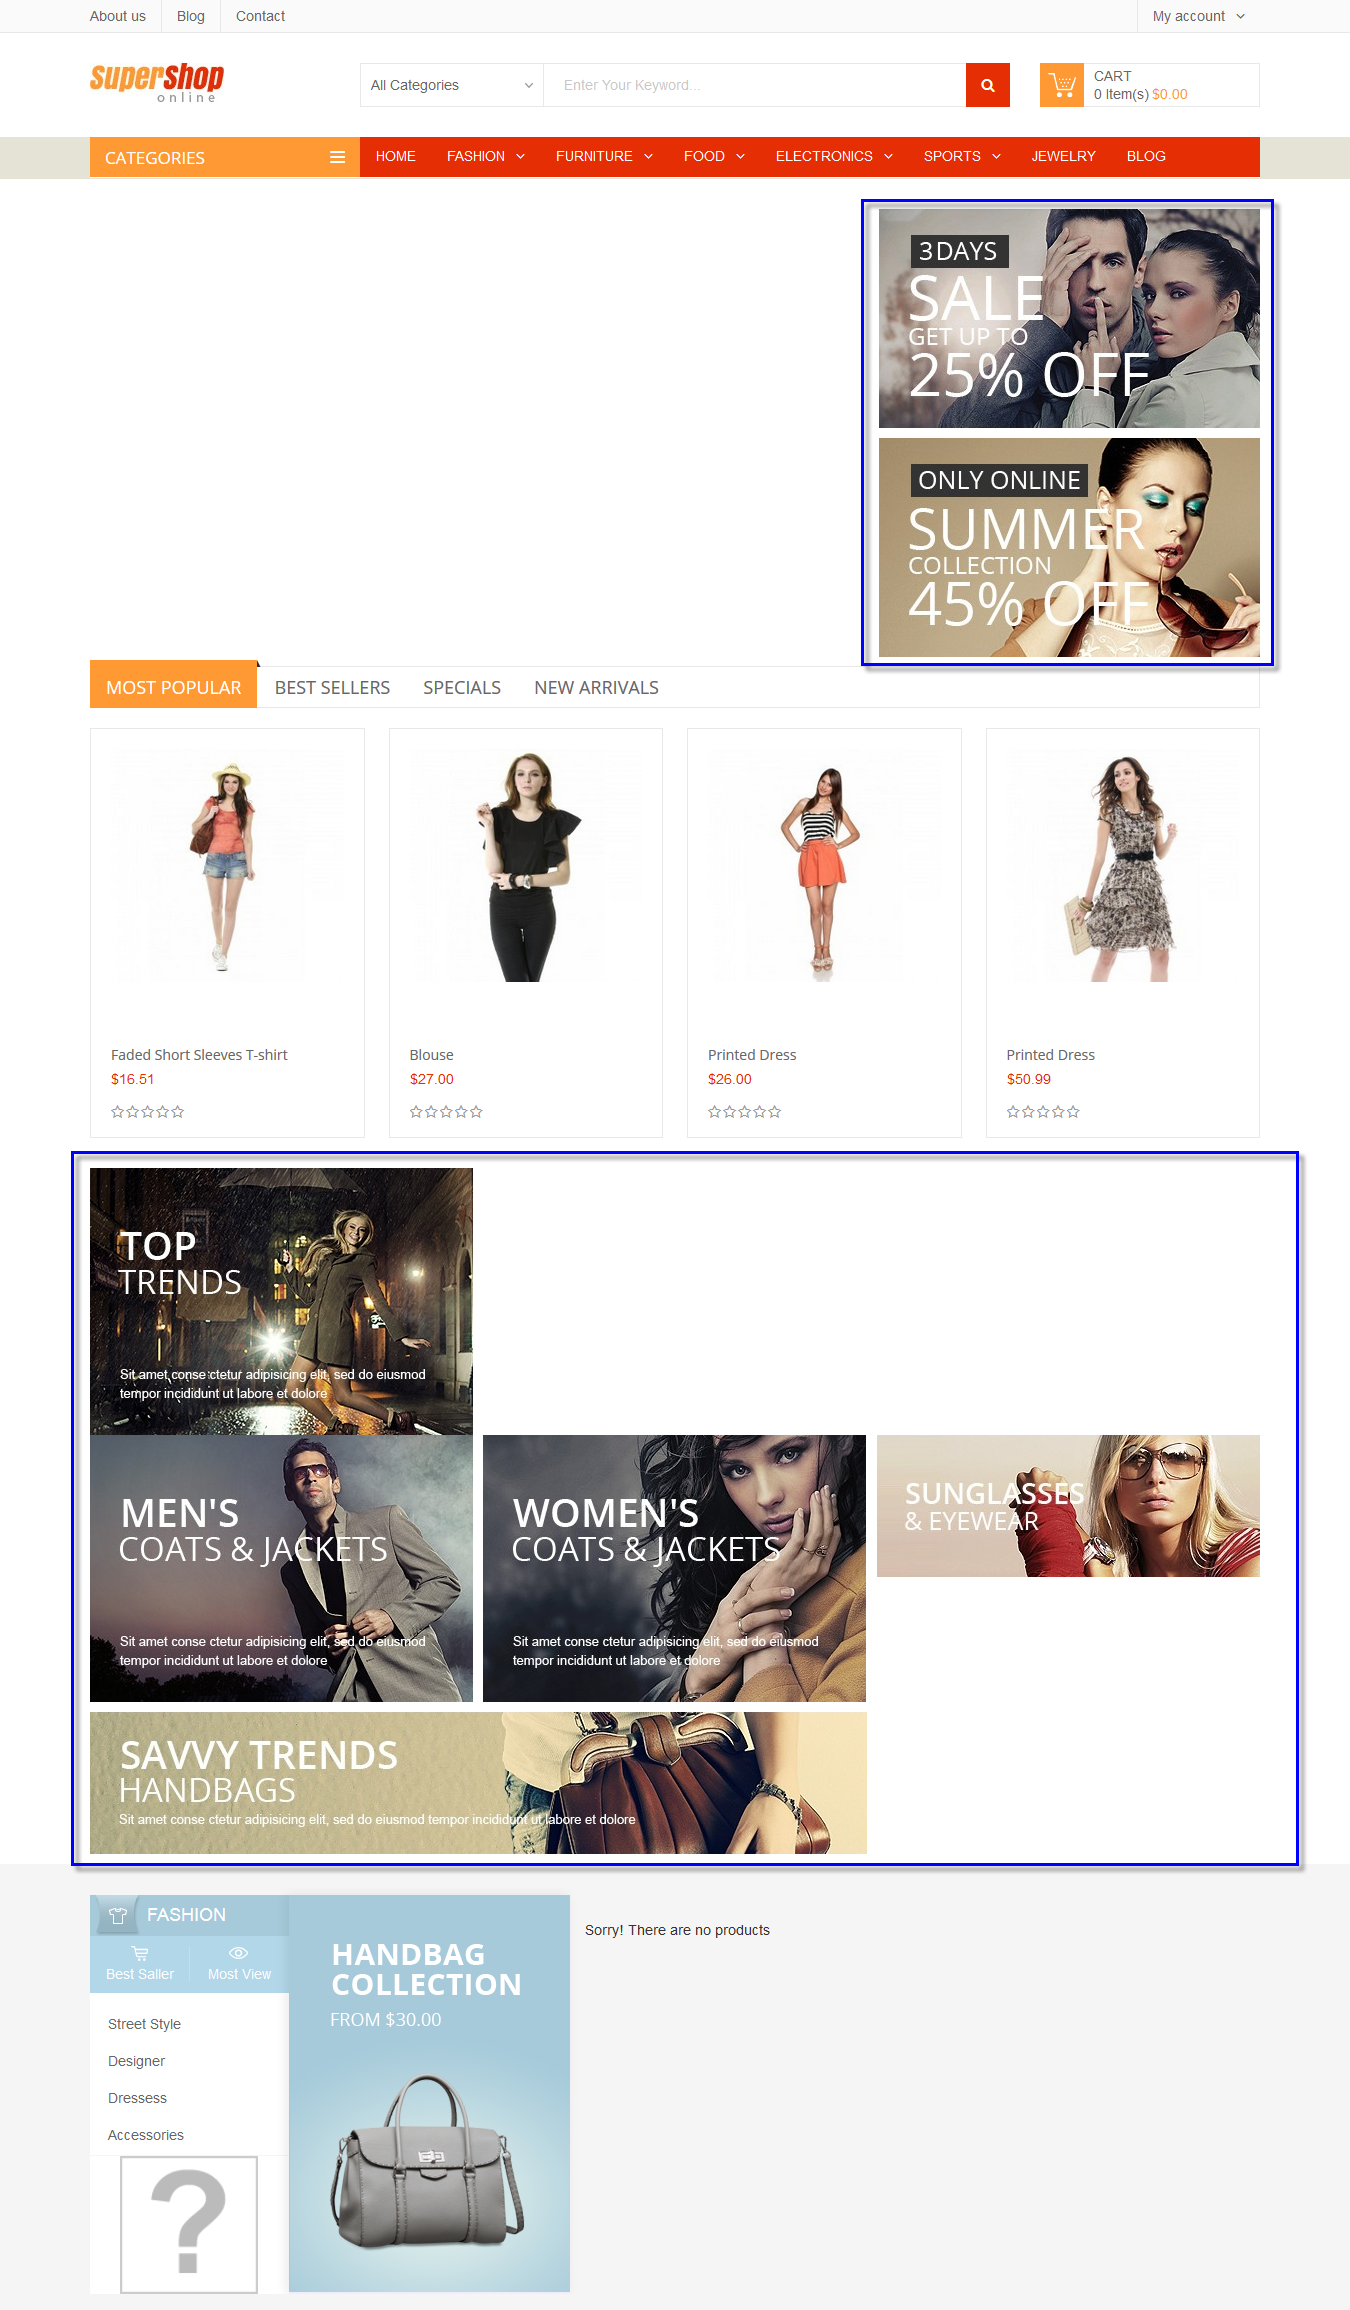 About us
Blog
Contact
My account
SuperShop
online
All Categories
Enter Your Keyword...
CART
0 Item(s) $0.00
CATEGORIES
HOME
FASHION
FURNITURE
FOOD
ELECTRONICS
SPORTS
JEWELRY
BLOG
3 DAYS
SALE
GET UP TO
25% OFF
ONLY ONLINE
SUMMER
COLLECTION
45% OFF
MOST POPULAR
BEST SELLERS
SPECIALS
NEW ARRIVALS
Faded Short Sleeves T-shirt
$16.51
Blouse
$27.00
Printed Dress
$26.00
Printed Dress
$50.99
TOP
TRENDS
Sit amet conse ctetur adipisicing elit, sed do eiusmod
tempor incididunt ut labore et dolore
MEN'S
COATS & JACKETS
Sit amet conse ctetur adipisicing elit, sed do eiusmod
tempor incididunt ut labore et dolore
WOMEN'S
COATS & JACKETS
Sit amet conse ctetur adipisicing elit, sed do eiusmod
tempor incididunt ut labore et dolore
SUNGLASSES
& EYEWEAR
SAVVY TRENDS
HANDBAGS
Sit amet conse ctetur adipisicing elit, sed do eiusmod tempor incididunt ut labore et dolore
FASHION
Best Saller
Most View
Street Style
Designer
Dressess
Accessories
?
HANDBAG
COLLECTION
FROM $30.00
Sorry! There are no products